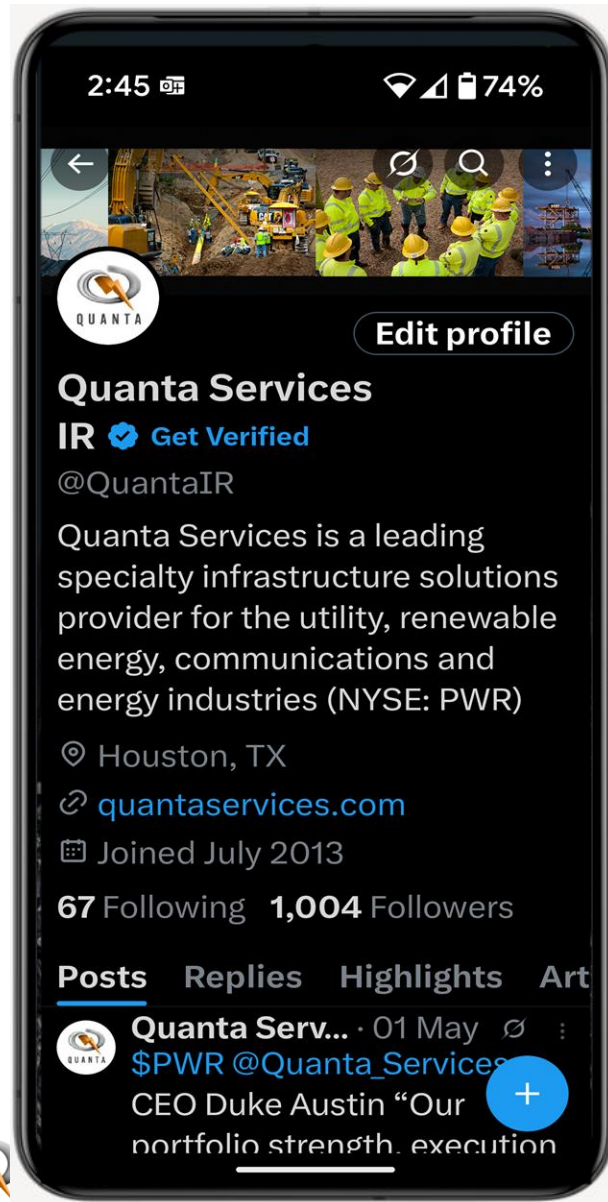 2:45
74%
QUANTA
Edit profile
Quanta Services
IR Get Verified
@QuantaIR
Quanta Services is a leading
specialty infrastructure solutions
provider for the utility, renewable
energy, communications and
energy industries (NYSE: PWR)
Houston, TX
quantaservices.com
Joined July 2013
67 Following 1,004 Followers
Posts Replies Highlights Art
Quanta Serv... · 01 May
QUANTA
$PWR @Quanta_Services
CEO Duke Austin “Our
portfolio strength, execution